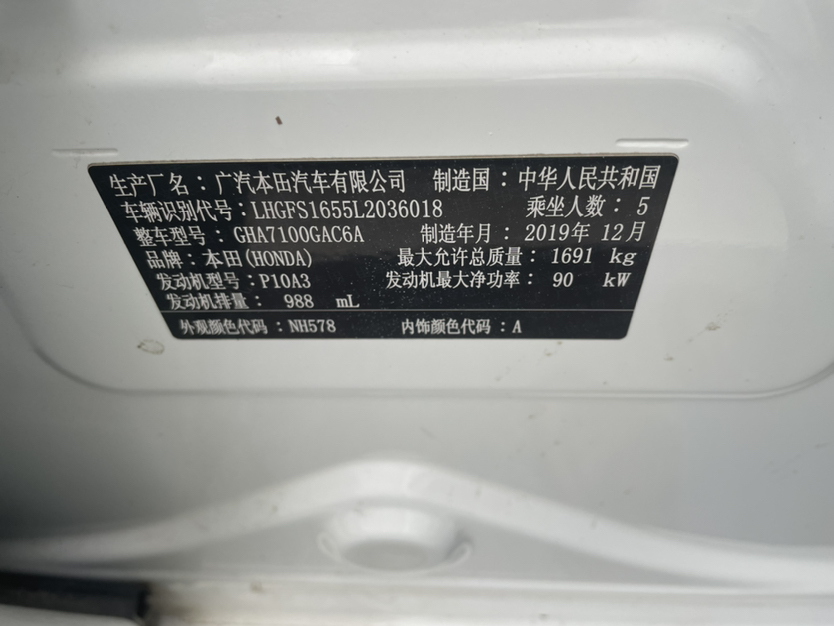 生产厂名：广汽本田汽车有限公司 制造国：中华人民共和国
车辆识别代号：LHGFS1655L2036018 乘坐人数：5
整车型号：GHA7100GAC6A 制造年月：2019年12月
品牌：本田(HONDA) 最大允许总质量：1691 kg
发动机型号：P10A3 发动机最大净功率：90 kW
发动机排量：988 mL
外观颜色代码：NH578 内饰颜色代码：A